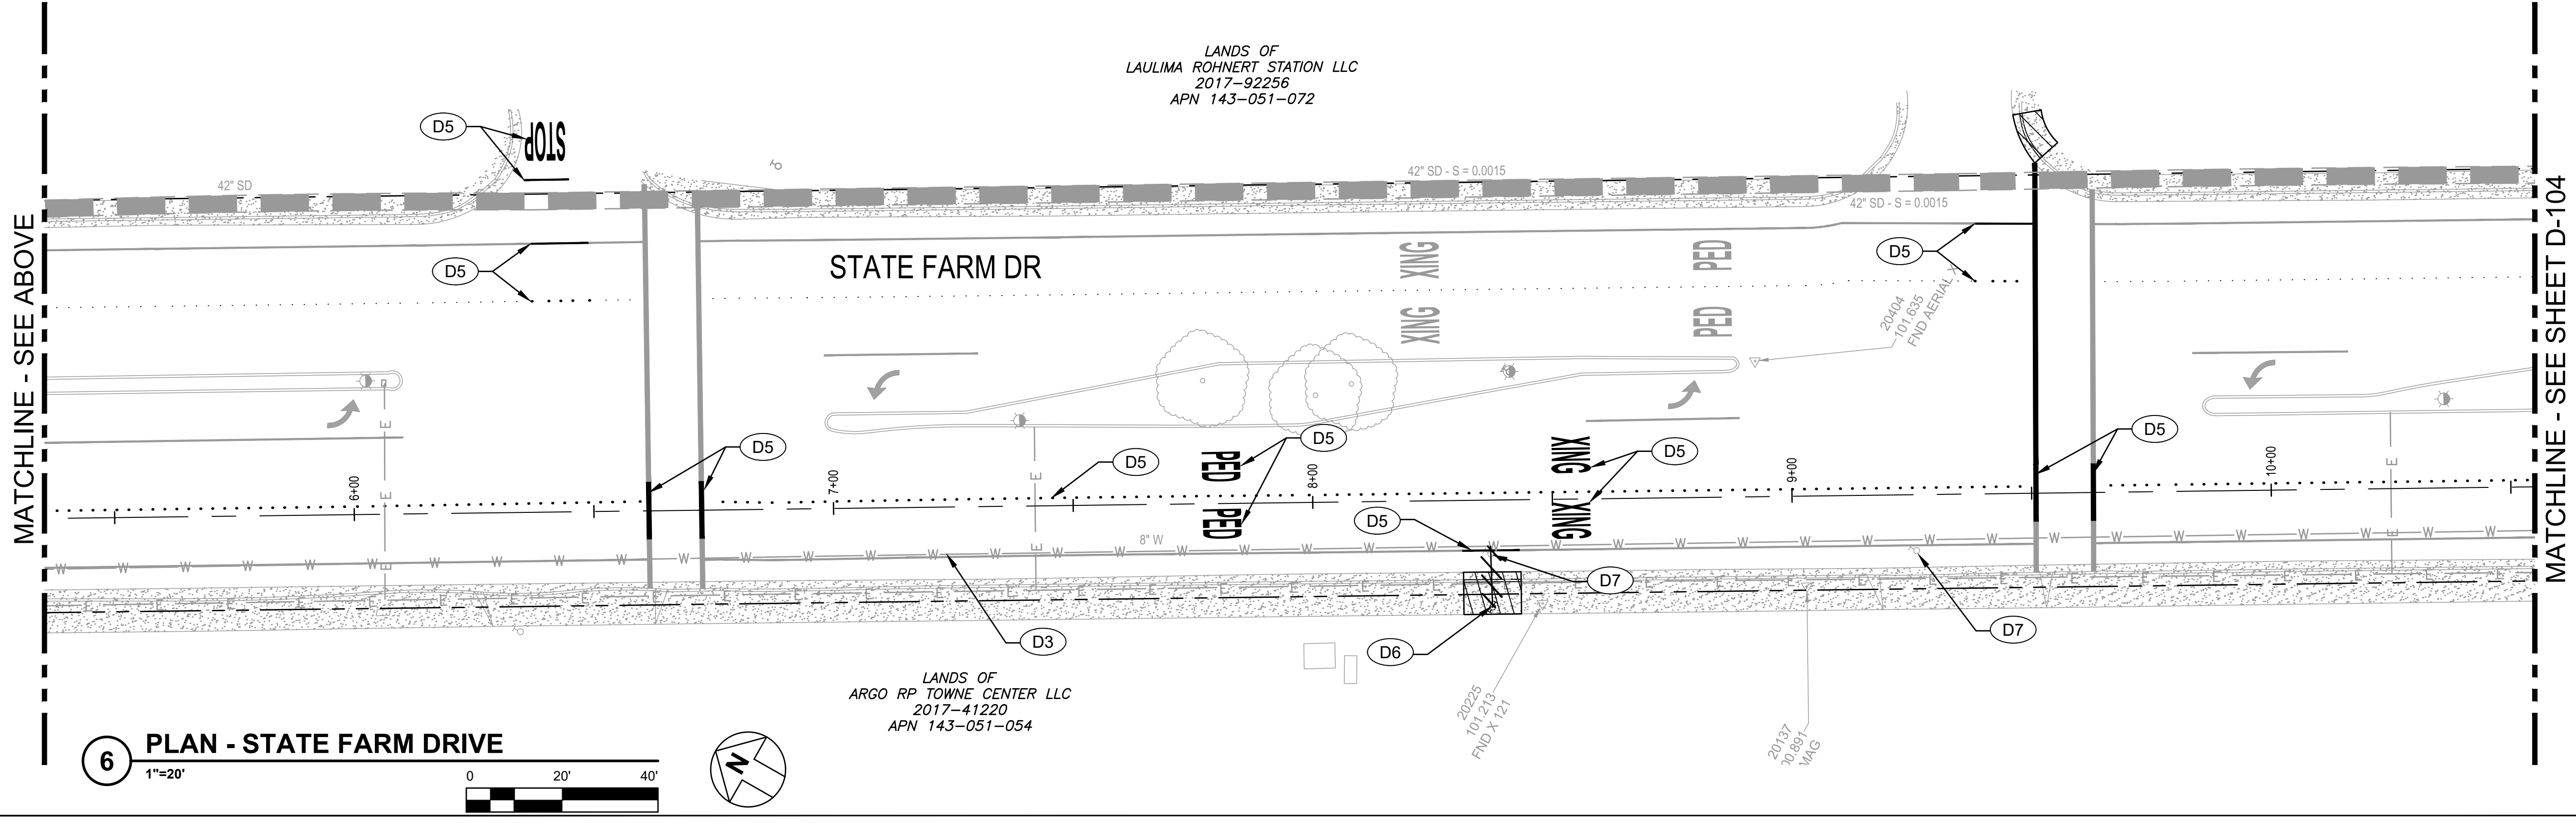 LANDS OF
LAULIMA ROHNERT STATION LLC
2017-92256
APN 143-051-072
D5
STOP
42" SD
42" SD - S = 0.0015
42" SD - S = 0.0015
MATCHLINE - SEE ABOVE
MATCHLINE - SEE SHEET D-104
D5
STATE FARM DR
XING
PED
D5
XING
PED
20404
101.635
FND AERIAL X
D5
D5
PED
D5
XING
D5
D5
6+00
7+00
8+00
9+00
10+00
E
E
E
E
E
E
PED
XING
D5
8" W
W W W W W W W W W W W W W W W W W W W W W W W W W W W W W W W W W W W W W W W W
D7
E E E E E E E E E E E E E E E E E E E E E E E E E E E E E E E E E E
D3
D6
D7
LANDS OF
ARGO RP TOWNE CENTER LLC
2017-41220
APN 143-051-054
20225
101.213
FND X 121
20137
00.891
MAG
6
PLAN - STATE FARM DRIVE
1"=20'
0 20' 40'
N